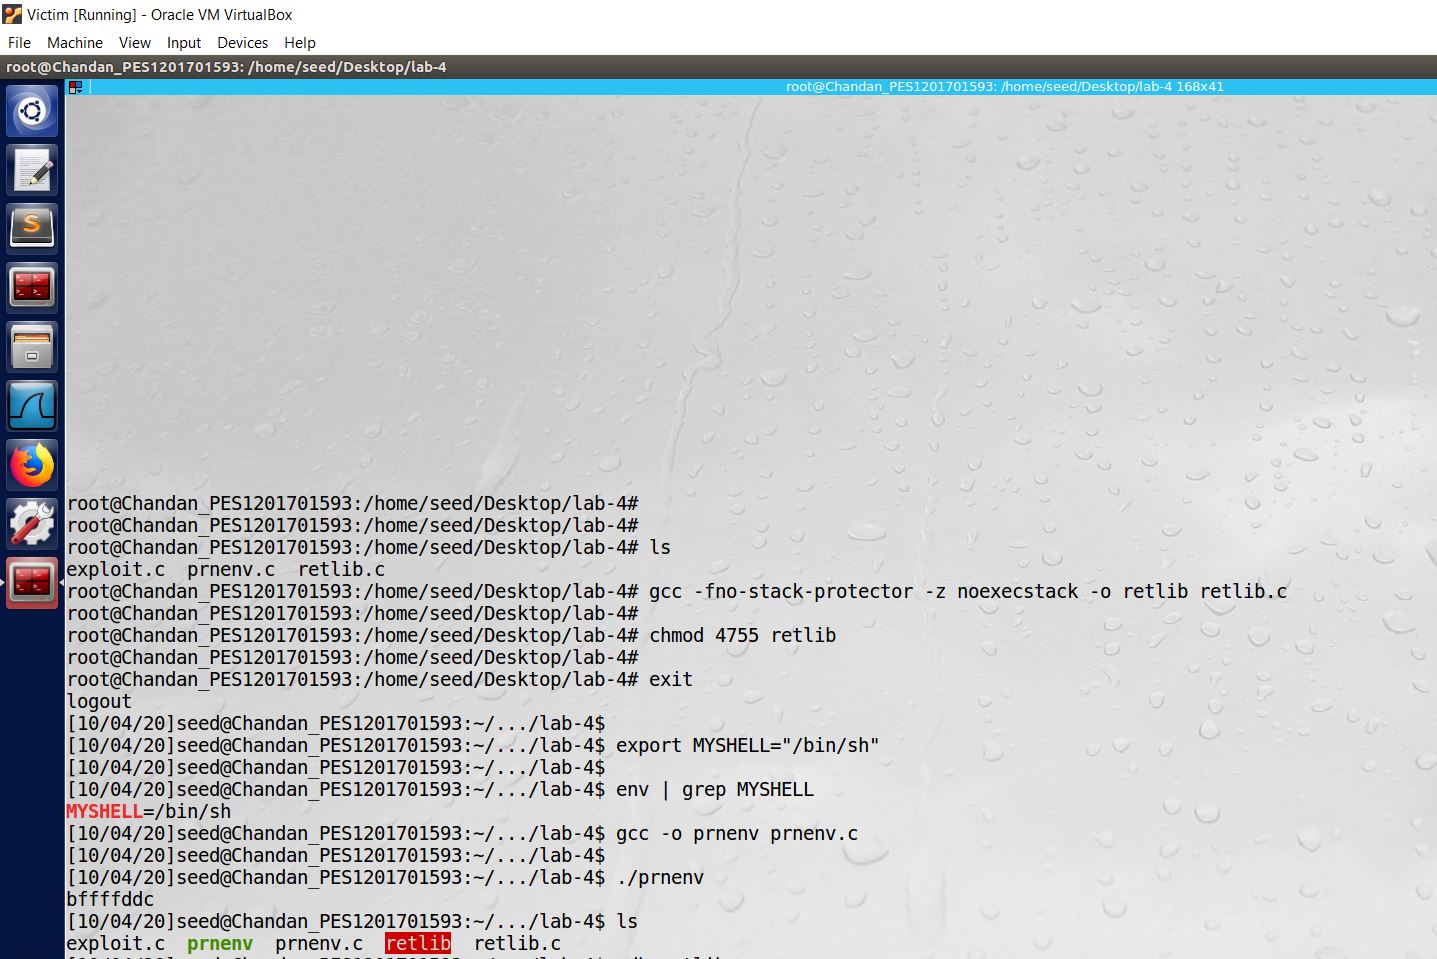 Victim [Running] - Oracle VM VirtualBox
File Machine View Input Devices Help
root@Chandan_PES1201701593: /home/seed/Desktop/lab-4
root@Chandan_PES1201701593: /home/seed/Desktop/lab-4 168x41
root@Chandan_PES1201701593:/home/seed/Desktop/lab-4#
root@Chandan_PES1201701593:/home/seed/Desktop/lab-4#
root@Chandan_PES1201701593:/home/seed/Desktop/lab-4# ls
exploit.c  prnenv.c  retlib.c
root@Chandan_PES1201701593:/home/seed/Desktop/lab-4# gcc -fno-stack-protector -z noexecstack -o retlib retlib.c
root@Chandan_PES1201701593:/home/seed/Desktop/lab-4#
root@Chandan_PES1201701593:/home/seed/Desktop/lab-4# chmod 4755 retlib
root@Chandan_PES1201701593:/home/seed/Desktop/lab-4#
root@Chandan_PES1201701593:/home/seed/Desktop/lab-4# exit
logout
[10/04/20]seed@Chandan_PES1201701593:~/.../lab-4$
[10/04/20]seed@Chandan_PES1201701593:~/.../lab-4$ export MYSHELL="/bin/sh"
[10/04/20]seed@Chandan_PES1201701593:~/.../lab-4$
[10/04/20]seed@Chandan_PES1201701593:~/.../lab-4$ env | grep MYSHELL
MYSHELL=/bin/sh
[10/04/20]seed@Chandan_PES1201701593:~/.../lab-4$ gcc -o prnenv prnenv.c
[10/04/20]seed@Chandan_PES1201701593:~/.../lab-4$
[10/04/20]seed@Chandan_PES1201701593:~/.../lab-4$ ./prnenv
bffffddc
[10/04/20]seed@Chandan_PES1201701593:~/.../lab-4$ ls
exploit.c  prnenv  prnenv.c  retlib  retlib.c